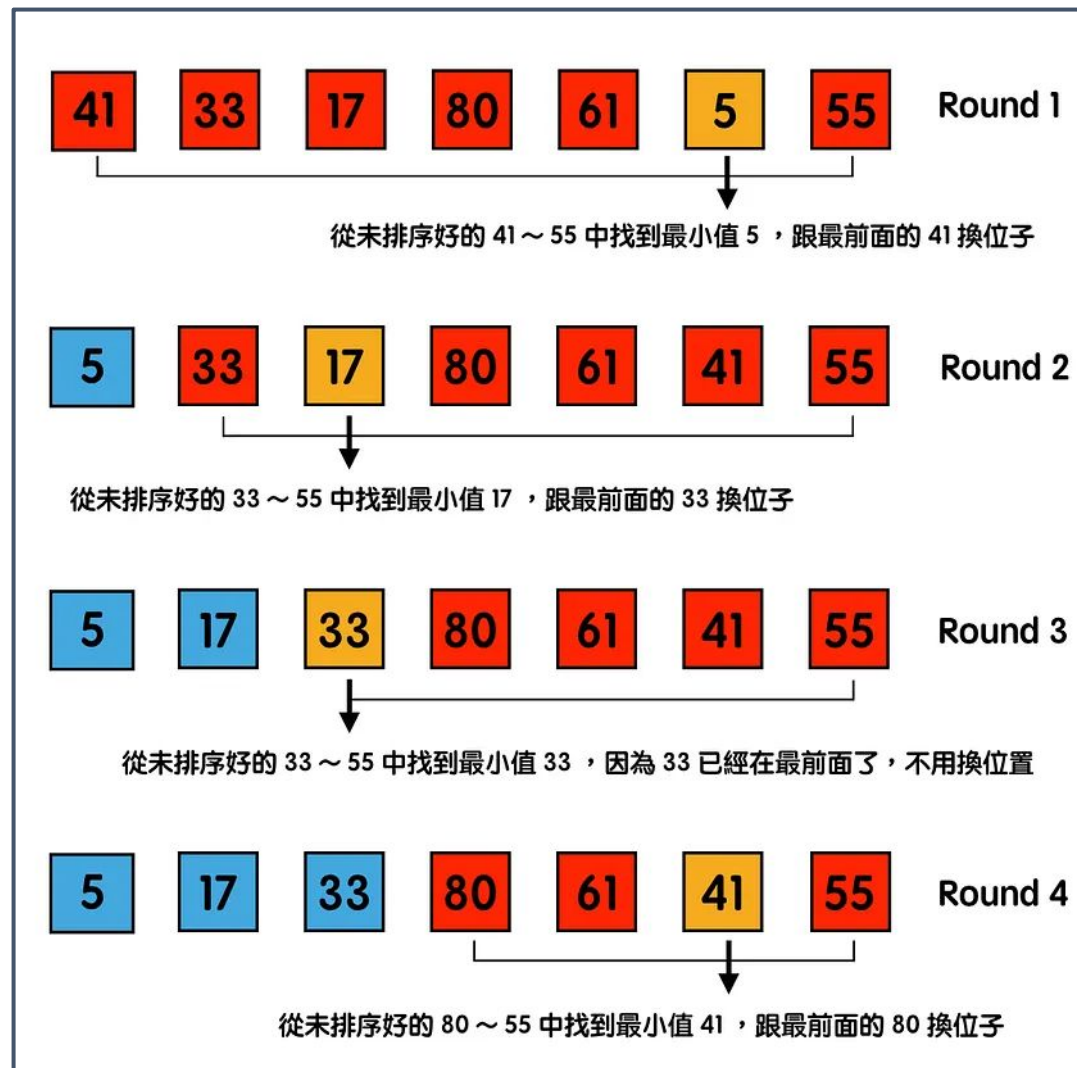 41 33 17 80 61 5 55 Round 1
從未排序好的 41～55 中找到最小值 5 ，跟最前面的 41 換位子
5 33 17 80 61 41 55 Round 2
從未排序好的 33～55 中找到最小值 17 ，跟最前面的 33 換位子
5 17 33 80 61 41 55 Round 3
從未排序好的 33～55 中找到最小值 33 ，因為 33 已經在最前面了，不用換位置
5 17 33 80 61 41 55 Round 4
從未排序好的 80～55 中找到最小值 41 ，跟最前面的 80 換位子